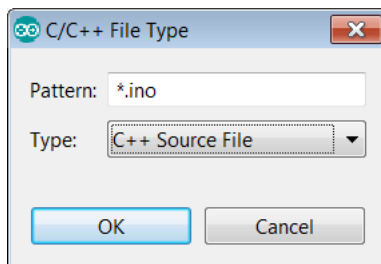 C/C++ File Type
Pattern: *.ino
Type: C++ Source File
OK Cancel